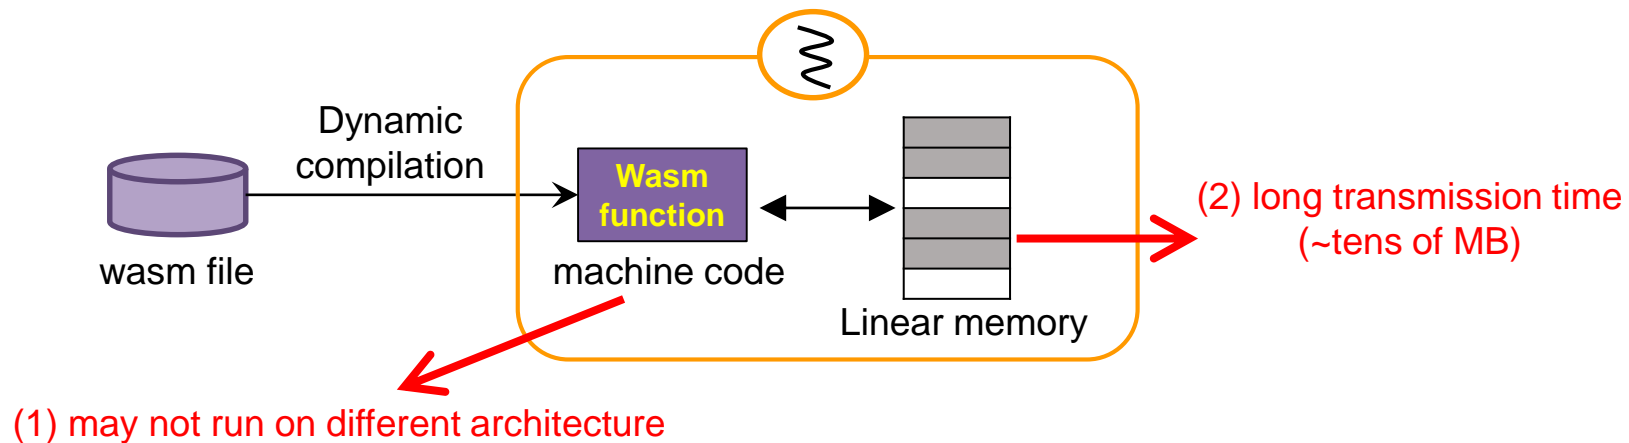 Dynamic
compilation
wasm file
Wasm
function
machine code
Linear memory
(2) long transmission time
(~tens of MB)
(1) may not run on different architecture